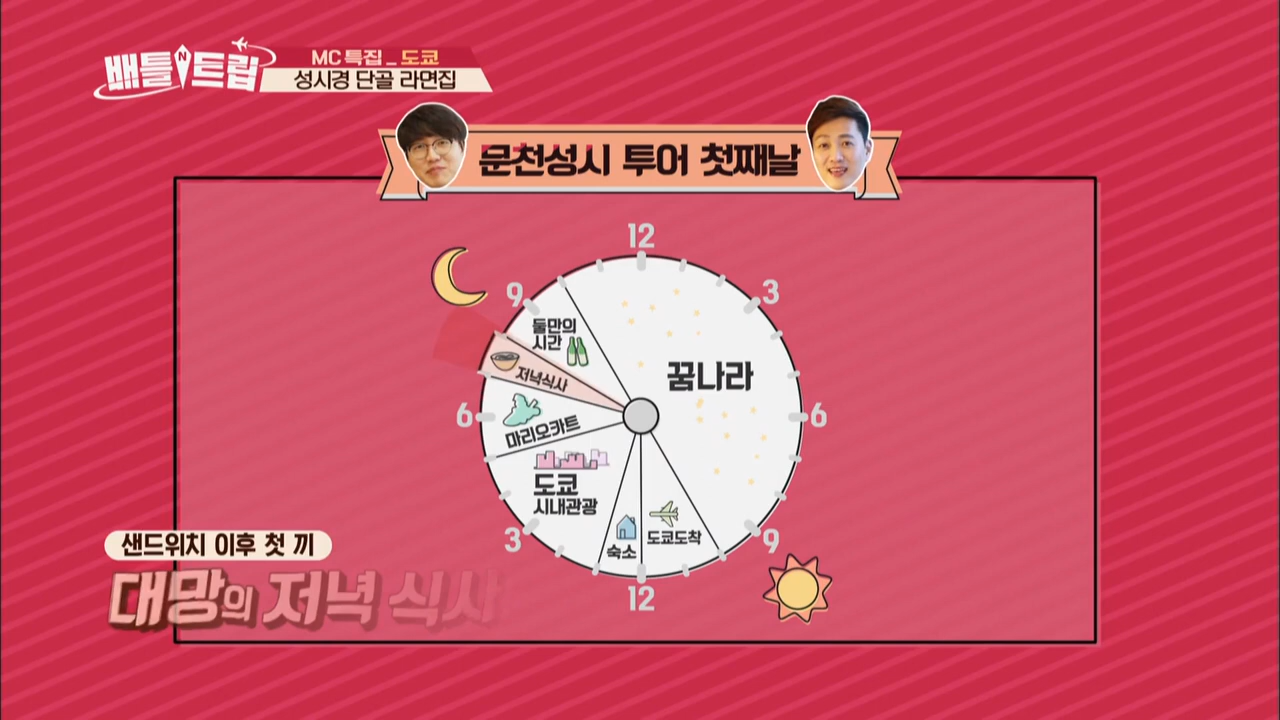 배틀N트립
MC특집_도쿄
성시경 단골 라면집
문천성시 투어 첫째날
12
3
6
9
12
3
6
9
꿈나라
도쿄도착
숙소
도쿄
시내관광
마리오카트
저녁식사
둘만의
시간
샌드위치 이후 첫 끼
대망의 저녁 식사